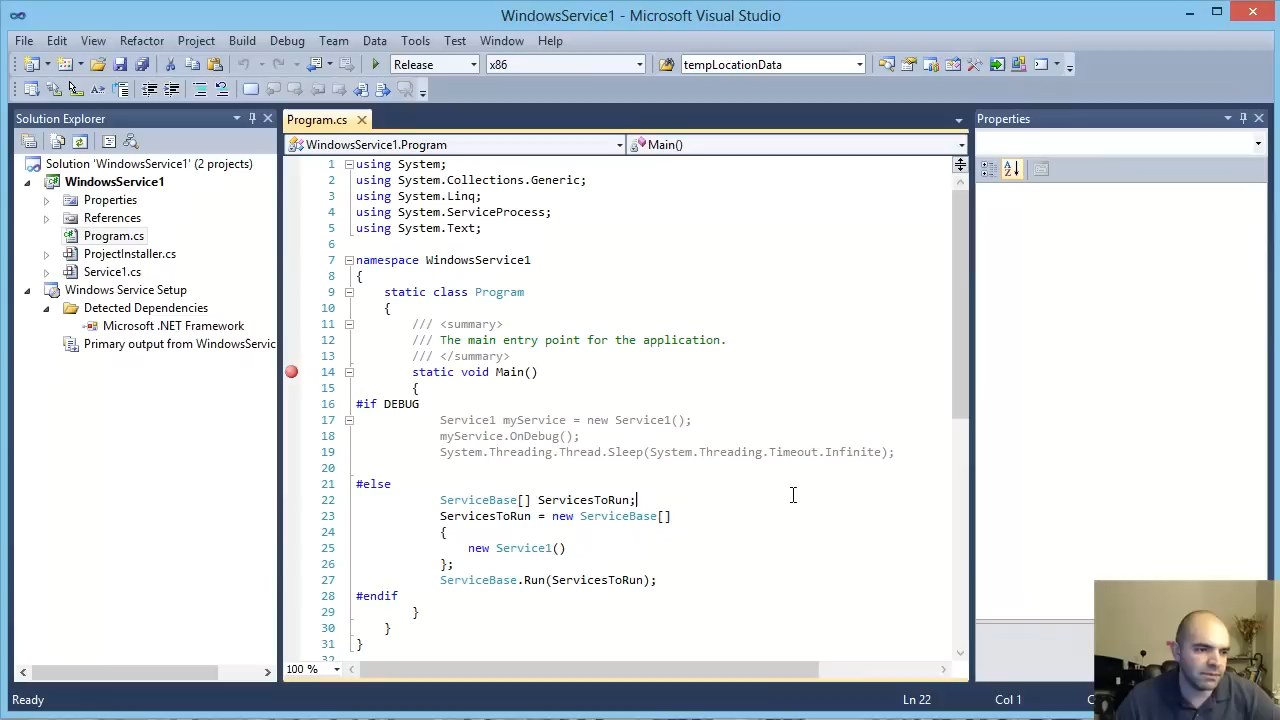 WindowsService1 - Microsoft Visual Studio
File Edit View Refactor Project Build Debug Team Data Tools Test Window Help
Release x86 tempLocationData
Solution Explorer
Solution 'WindowsService1' (2 projects)
WindowsService1
Properties
References
Program.cs
ProjectInstaller.cs
Service1.cs
Windows Service Setup
Detected Dependencies
Microsoft .NET Framework
Primary output from WindowsServic
Program.cs
WindowsService1.Program Main()
1 using System;
2 using System.Collections.Generic;
3 using System.Linq;
4 using System.ServiceProcess;
5 using System.Text;
6
7 namespace WindowsService1
8 {
9 static class Program
10 {
11 /// <summary>
12 /// The main entry point for the application.
13 /// </summary>
14 static void Main()
15 {
16 #if DEBUG
17 Service1 myService = new Service1();
18 myService.OnDebug();
19 System.Threading.Thread.Sleep(System.Threading.Timeout.Infinite);
20
21 #else
22 ServiceBase[] ServicesToRun;
23 ServicesToRun = new ServiceBase[]
24 {
25 new Service1()
26 };
27 ServiceBase.Run(ServicesToRun);
28 #endif
29 }
30 }
31 }
32
100 %
Properties
Ready Ln 22 Col 1